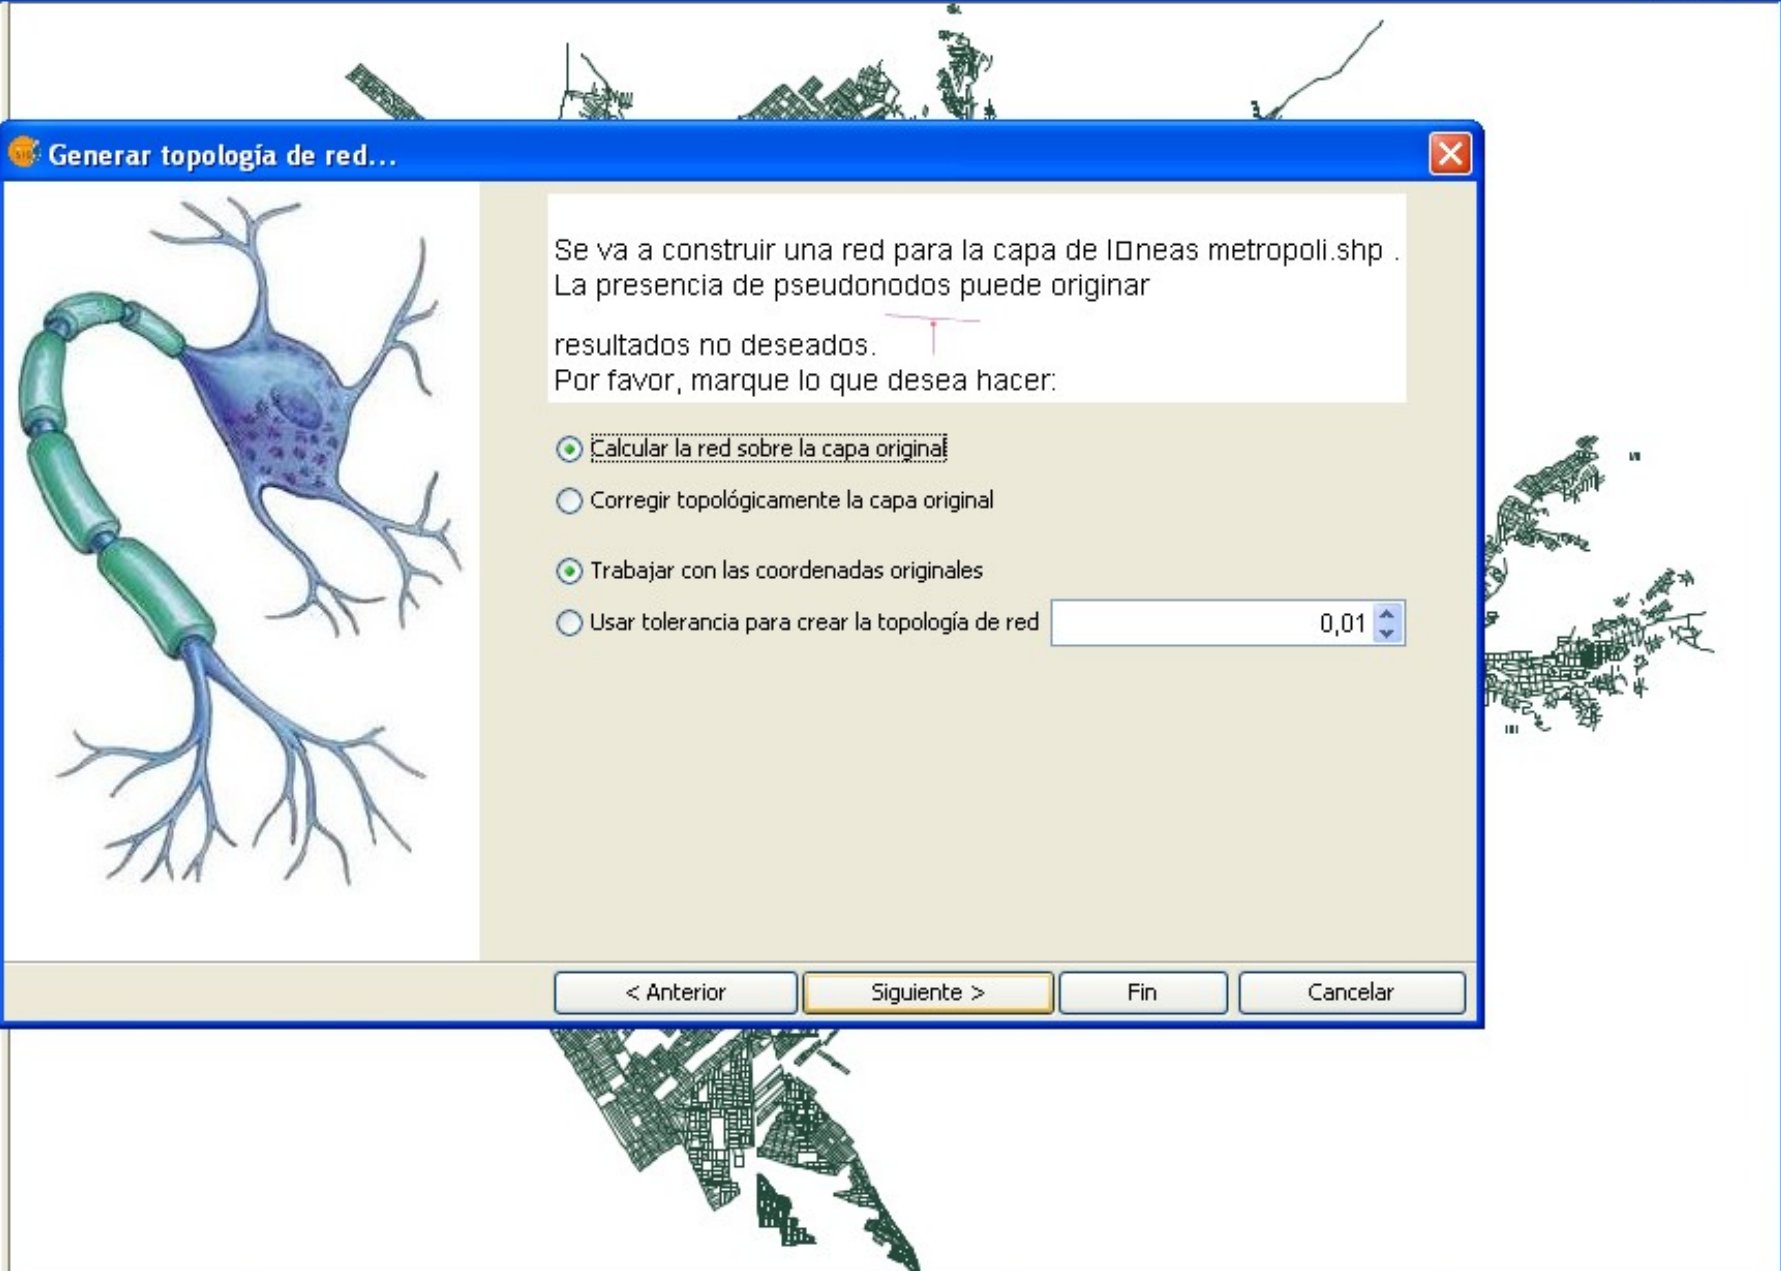 Generar topología de red...
Se va a construir una red para la capa de l□neas metropoli.shp .
La presencia de pseudonodos puede originar
resultados no deseados.
Por favor, marque lo que desea hacer:
Calcular la red sobre la capa original
Corregir topológicamente la capa original
Trabajar con las coordenadas originales
Usar tolerancia para crear la topología de red 0,01
< Anterior Siguiente > Fin Cancelar